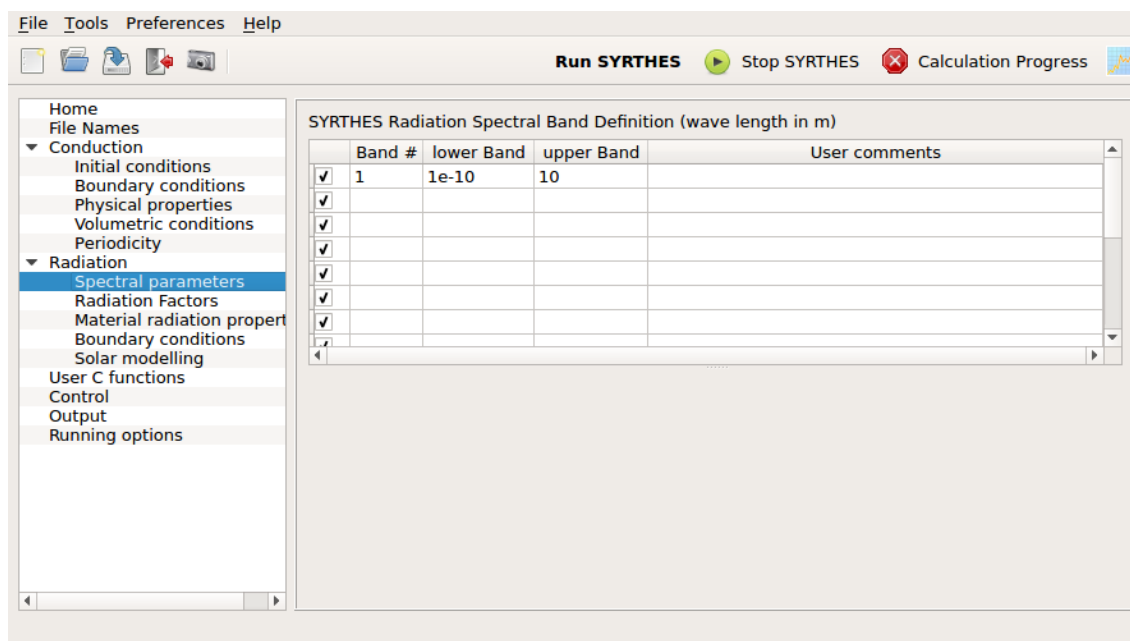 File Tools Preferences Help
Run SYRTHES Stop SYRTHES Calculation Progress
Home
File Names
Conduction
Initial conditions
Boundary conditions
Physical properties
Volumetric conditions
Periodicity
Radiation
Spectral parameters
Radiation Factors
Material radiation propert
Boundary conditions
Solar modelling
User C functions
Control
Output
Running options
SYRTHES Radiation Spectral Band Definition (wave length in m)
Band # lower Band upper Band User comments
1 1e-10 10